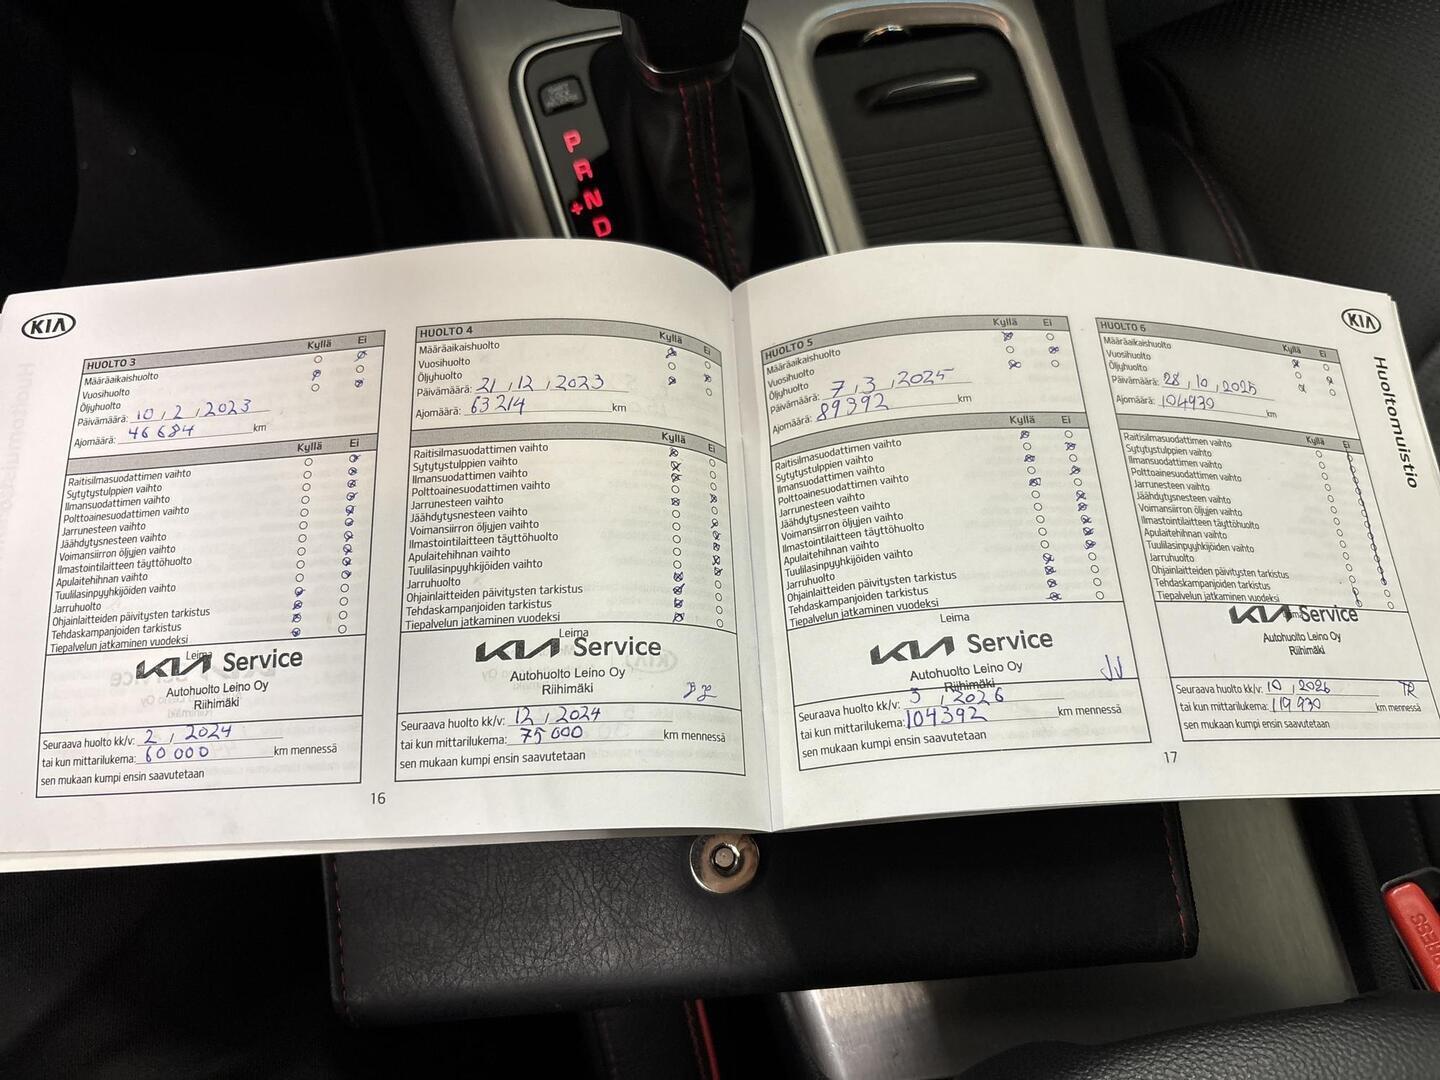 P
R
N
+
D
KIA
HUOLTO 3
Kyllä Ei
Määräaikaishuolto
Vuosihuolto
Öljyhuolto
Päivämäärä: 10, 2, 2023
Ajomäärä: 46 684 km
Kyllä Ei
Raitisilmasuodattimen vaihto
Sytytystulppien vaihto
Ilmansuodattimen vaihto
Polttoainesuodattimen vaihto
Jarrunesteen vaihto
Jäähdytysnesteen vaihto
Voimansiirron öljyjen vaihto
Ilmastointilaitteen täyttöhuolto
Apulaitehihnan vaihto
Tuulilasinpyyhkijöiden vaihto
Jarruhuolto
Ohjainlaitteiden päivitysten tarkistus
Tehdaskampanjoiden tarkistus
Tiepalvelun jatkaminen vuodeksi
Leima
KIA Service
Autohuolto Leino Oy
Riihimäki
Seuraava huolto kk/v: 2, 2024
tai kun mittarilukema: 60 000 km mennessä
sen mukaan kumpi ensin saavutetaan
16
HUOLTO 4
Kyllä Ei
Määräaikaishuolto
Vuosihuolto
Öljyhuolto
Päivämäärä: 21, 12, 2023
Ajomäärä: 63 214 km
Kyllä Ei
Raitisilmasuodattimen vaihto
Sytytystulppien vaihto
Ilmansuodattimen vaihto
Polttoainesuodattimen vaihto
Jarrunesteen vaihto
Jäähdytysnesteen vaihto
Voimansiirron öljyjen vaihto
Ilmastointilaitteen täyttöhuolto
Apulaitehihnan vaihto
Tuulilasinpyyhkijöiden vaihto
Jarruhuolto
Ohjainlaitteiden päivitysten tarkistus
Tehdaskampanjoiden tarkistus
Tiepalvelun jatkaminen vuodeksi
Leima
KIA Service
Autohuolto Leino Oy
Riihimäki
Seuraava huolto kk/v: 12, 2024
tai kun mittarilukema: 75 000 km mennessä
sen mukaan kumpi ensin saavutetaan
HUOLTO 5
Kyllä Ei
Määräaikaishuolto
Vuosihuolto
Öljyhuolto
Päivämäärä: 7, 3, 2025
Ajomäärä: 89392 km
Kyllä Ei
Raitisilmasuodattimen vaihto
Sytytystulppien vaihto
Ilmansuodattimen vaihto
Polttoainesuodattimen vaihto
Jarrunesteen vaihto
Jäähdytysnesteen vaihto
Voimansiirron öljyjen vaihto
Ilmastointilaitteen täyttöhuolto
Apulaitehihnan vaihto
Tuulilasinpyyhkijöiden vaihto
Jarruhuolto
Ohjainlaitteiden päivitysten tarkistus
Tehdaskampanjoiden tarkistus
Tiepalvelun jatkaminen vuodeksi
Leima
KIA Service
Autohuolto Leino Oy
Riihimäki
Seuraava huolto kk/v: 3, 2026
tai kun mittarilukema: 104392 km mennessä
sen mukaan kumpi ensin saavutetaan
17
HUOLTO 6
Kyllä Ei
Määräaikaishuolto
Vuosihuolto
Öljyhuolto
Päivämäärä: 28, 10, 2025
Ajomäärä: 104930 km
Kyllä Ei
Raitisilmasuodattimen vaihto
Sytytystulppien vaihto
Ilmansuodattimen vaihto
Polttoainesuodattimen vaihto
Jarrunesteen vaihto
Jäähdytysnesteen vaihto
Voimansiirron öljyjen vaihto
Ilmastointilaitteen täyttöhuolto
Apulaitehihnan vaihto
Tuulilasinpyyhkijöiden vaihto
Jarruhuolto
Ohjainlaitteiden päivitysten tarkistus
Tehdaskampanjoiden tarkistus
Tiepalvelun jatkaminen vuodeksi
KIA Service
Autohuolto Leino Oy
Riihimäki
Seuraava huolto kk/v: 10, 2026 TR
tai kun mittarilukema: 119 930 km mennessä
sen mukaan kumpi ensin saavutetaan
KIA
Huoltomuistio